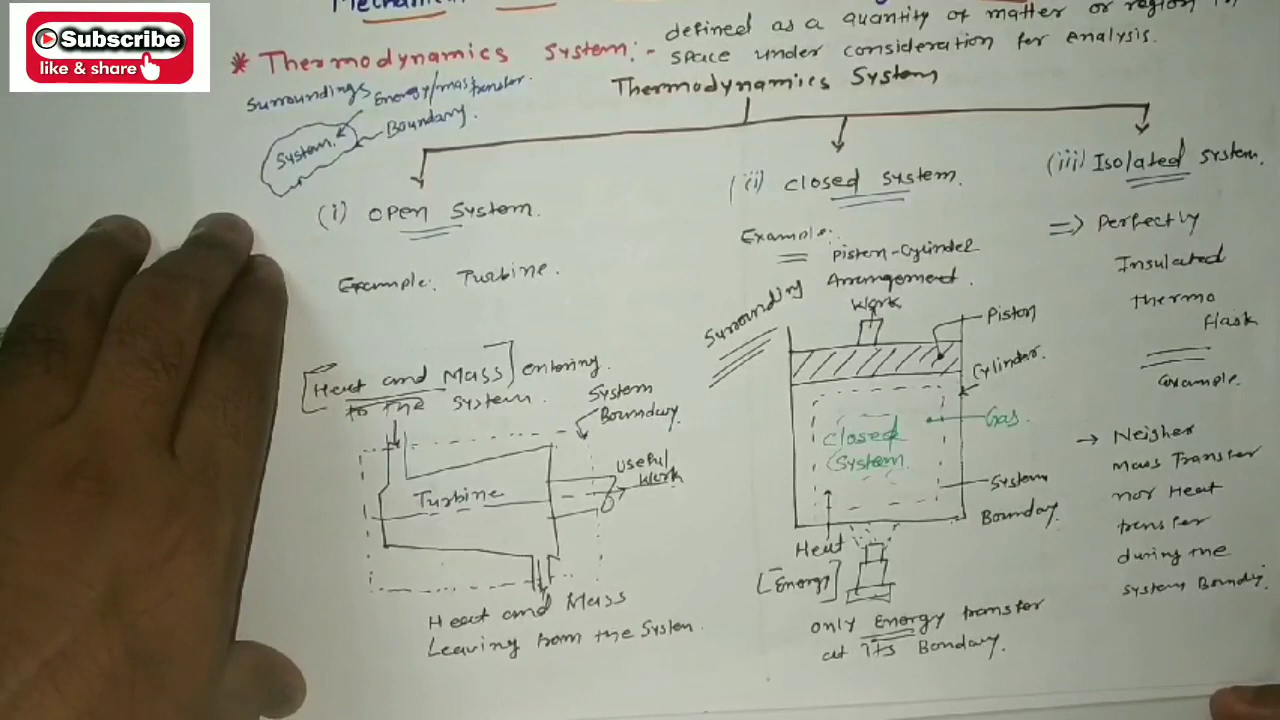 Subscribe
like & share
Mechanical
* Thermodynamics System:- defined as a quantity of matter or region in
space under consideration for analysis.
Surroundings
Energy/mass transfer.
Boundary.
System.
Thermodynamics System
(i) Open System.
Example: Turbine.
[Heat and Mass] entering
to the System.
System
Boundary.
Turbine
Useful
Work
Heat and Mass
Leaving from the System.
(ii) Closed System.
Example:
Piston-Cylinder
Arrangement.
Surrounding
Work
Piston
Cylinder.
Closed
System
Gas.
System
Boundary.
Heat
[Energy]
only Energy transfer
at its Boundary.
(iii) Isolated System.
=> Perfectly
Insulated
thermo
flask
example.
→ Neigher
Mass Transfer
nor Heat
transfer
during the
System Boundry.